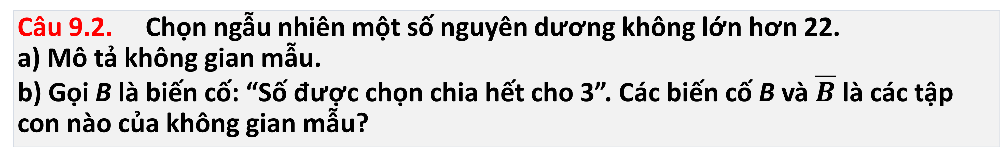 Câu 9.2. Chọn ngẫu nhiên một số nguyên dương không lớn hơn 22.
a) Mô tả không gian mẫu.
b) Gọi B là biến cố: “Số được chọn chia hết cho 3”. Các biến cố B và B̅ là các tập
con nào của không gian mẫu?